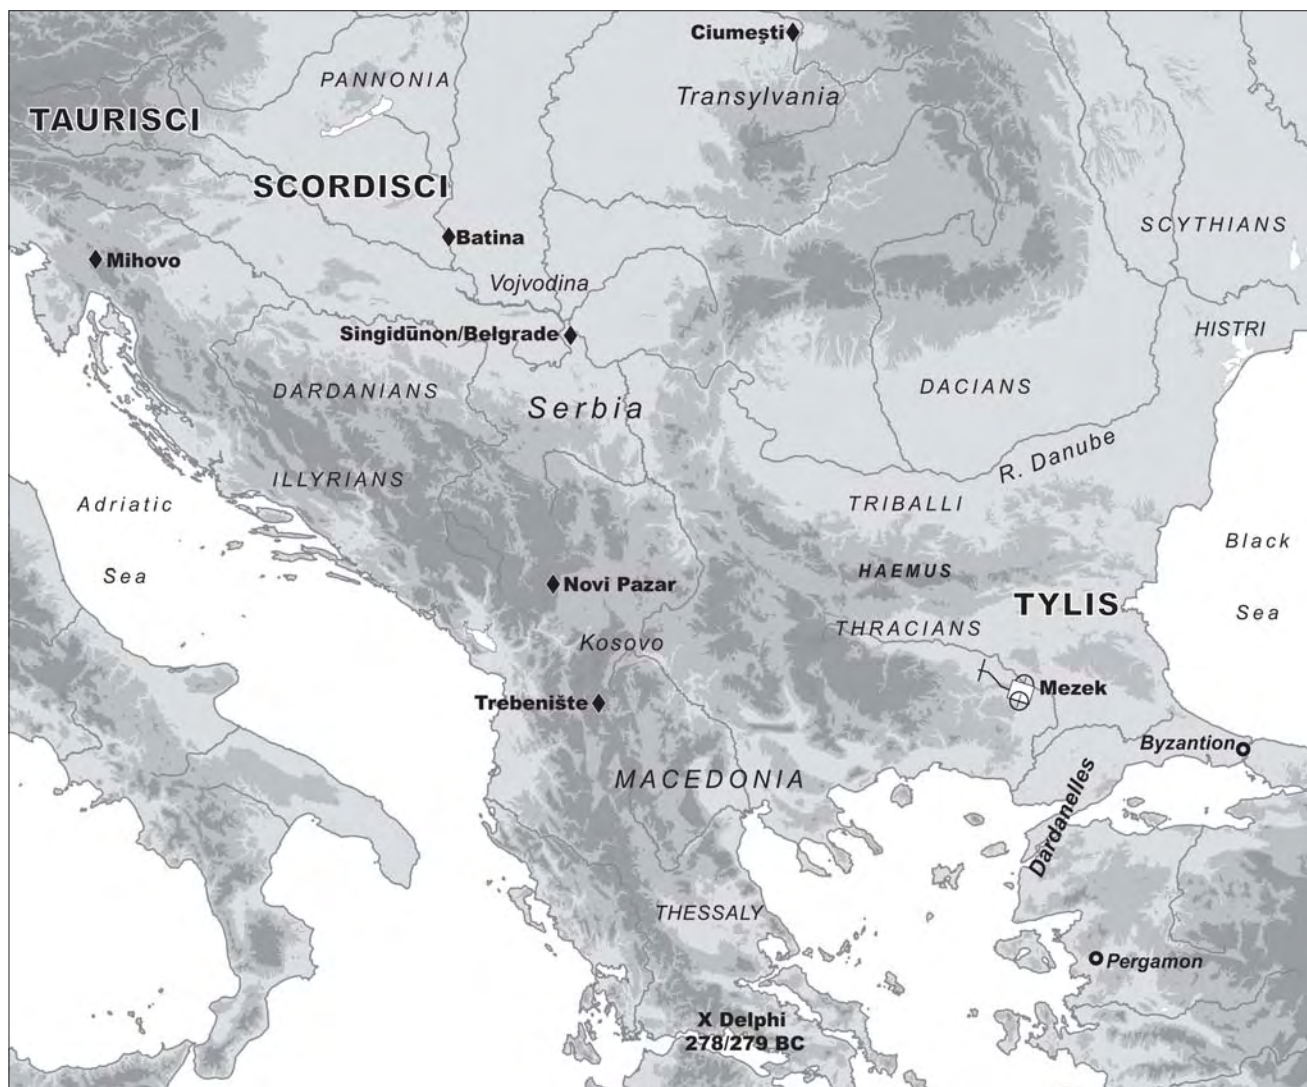 Ciumeşti
PANNONIA
Transylvania
TAURISCI
SCORDISCI
SCYTHIANS
Batina
Mihovo
Vojvodina
Singidūnon/Belgrade
HISTRI
DARDANIANS
DACIANS
Serbia
R. Danube
ILLYRIANS
TRIBALLI
Adriatic
Sea
Black
Sea
HAEMUS
Novi Pazar
TYLIS
THRACIANS
Kosovo
Mezek
Trebenište
Byzantion
MACEDONIA
Dardanelles
THESSALY
Pergamon
X Delphi
278/279 BC